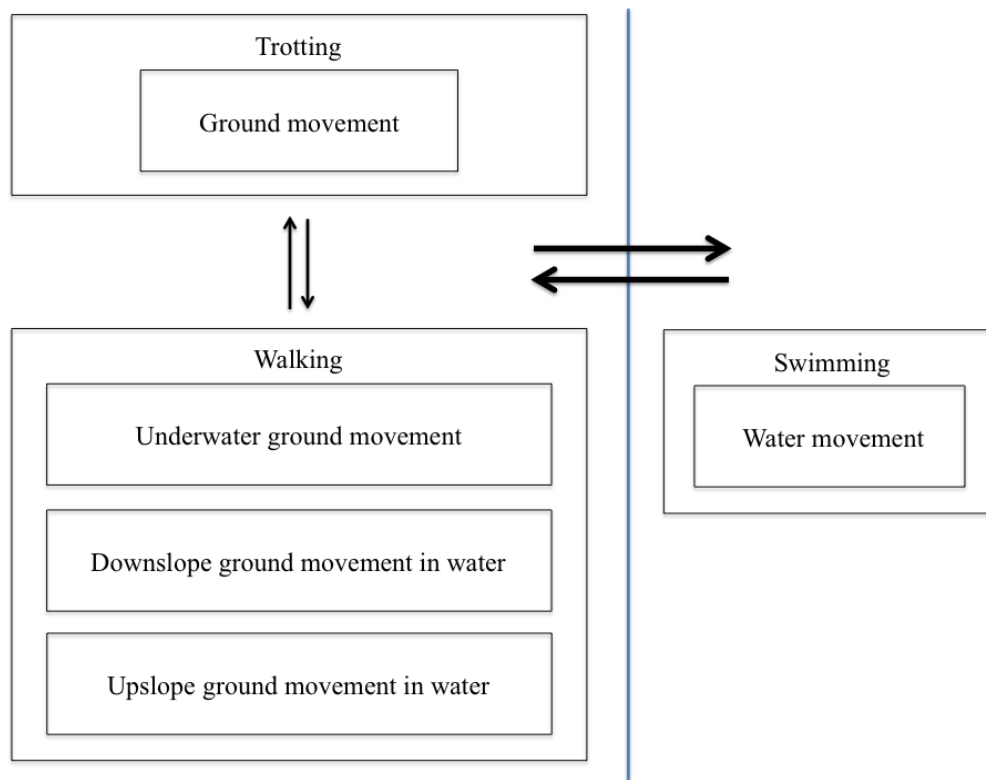 Trotting
Ground movement
Walking
Underwater ground movement
Downslope ground movement in water
Upslope ground movement in water
Swimming
Water movement